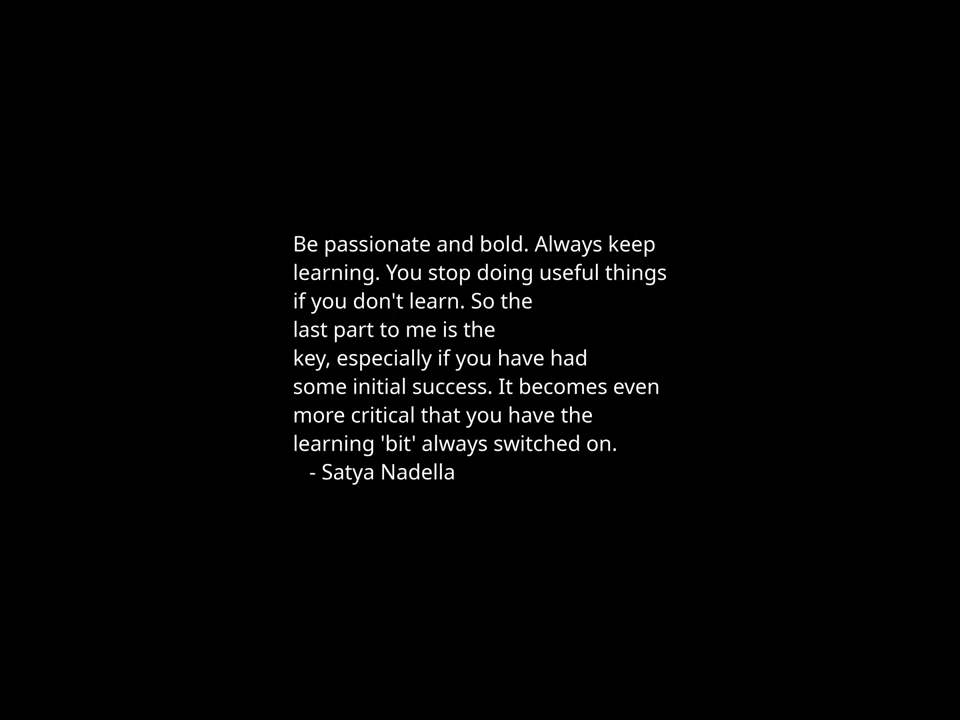 Be passionate and bold. Always keep
learning. You stop doing useful things
if you don't learn. So the
last part to me is the
key, especially if you have had
some initial success. It becomes even
more critical that you have the
learning 'bit' always switched on.
- Satya Nadella